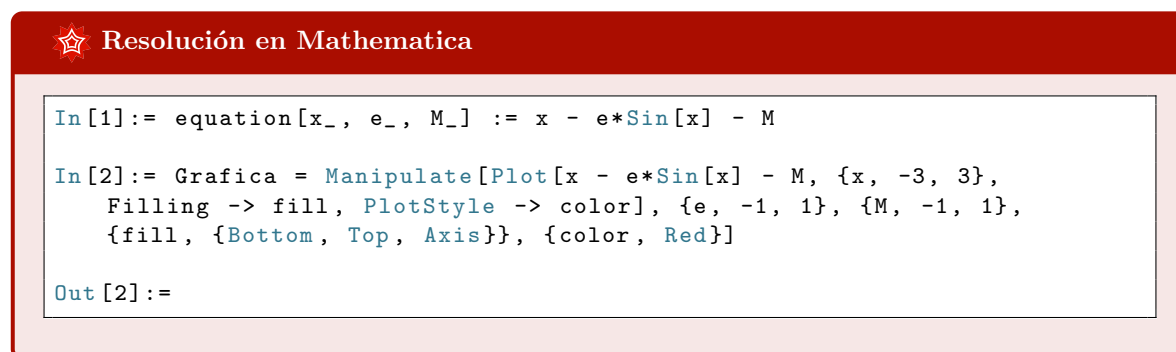 Resolución en Mathematica
In[1]:= equation[x_, e_, M_] := x - e*Sin[x] - M
In[2]:= Grafica = Manipulate[Plot[x - e*Sin[x] - M, {x, -3, 3},
Filling -> fill, PlotStyle -> color], {e, -1, 1}, {M, -1, 1},
{fill, {Bottom, Top, Axis}}, {color, Red}]
Out[2]:=